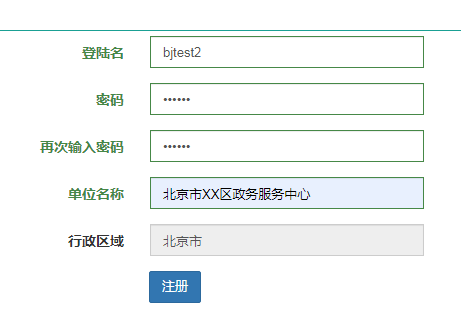 登陆名 bjtest2
密码 ••••••
再次输入密码 ••••••
单位名称 北京市XX区政务服务中心
行政区域 北京市
注册